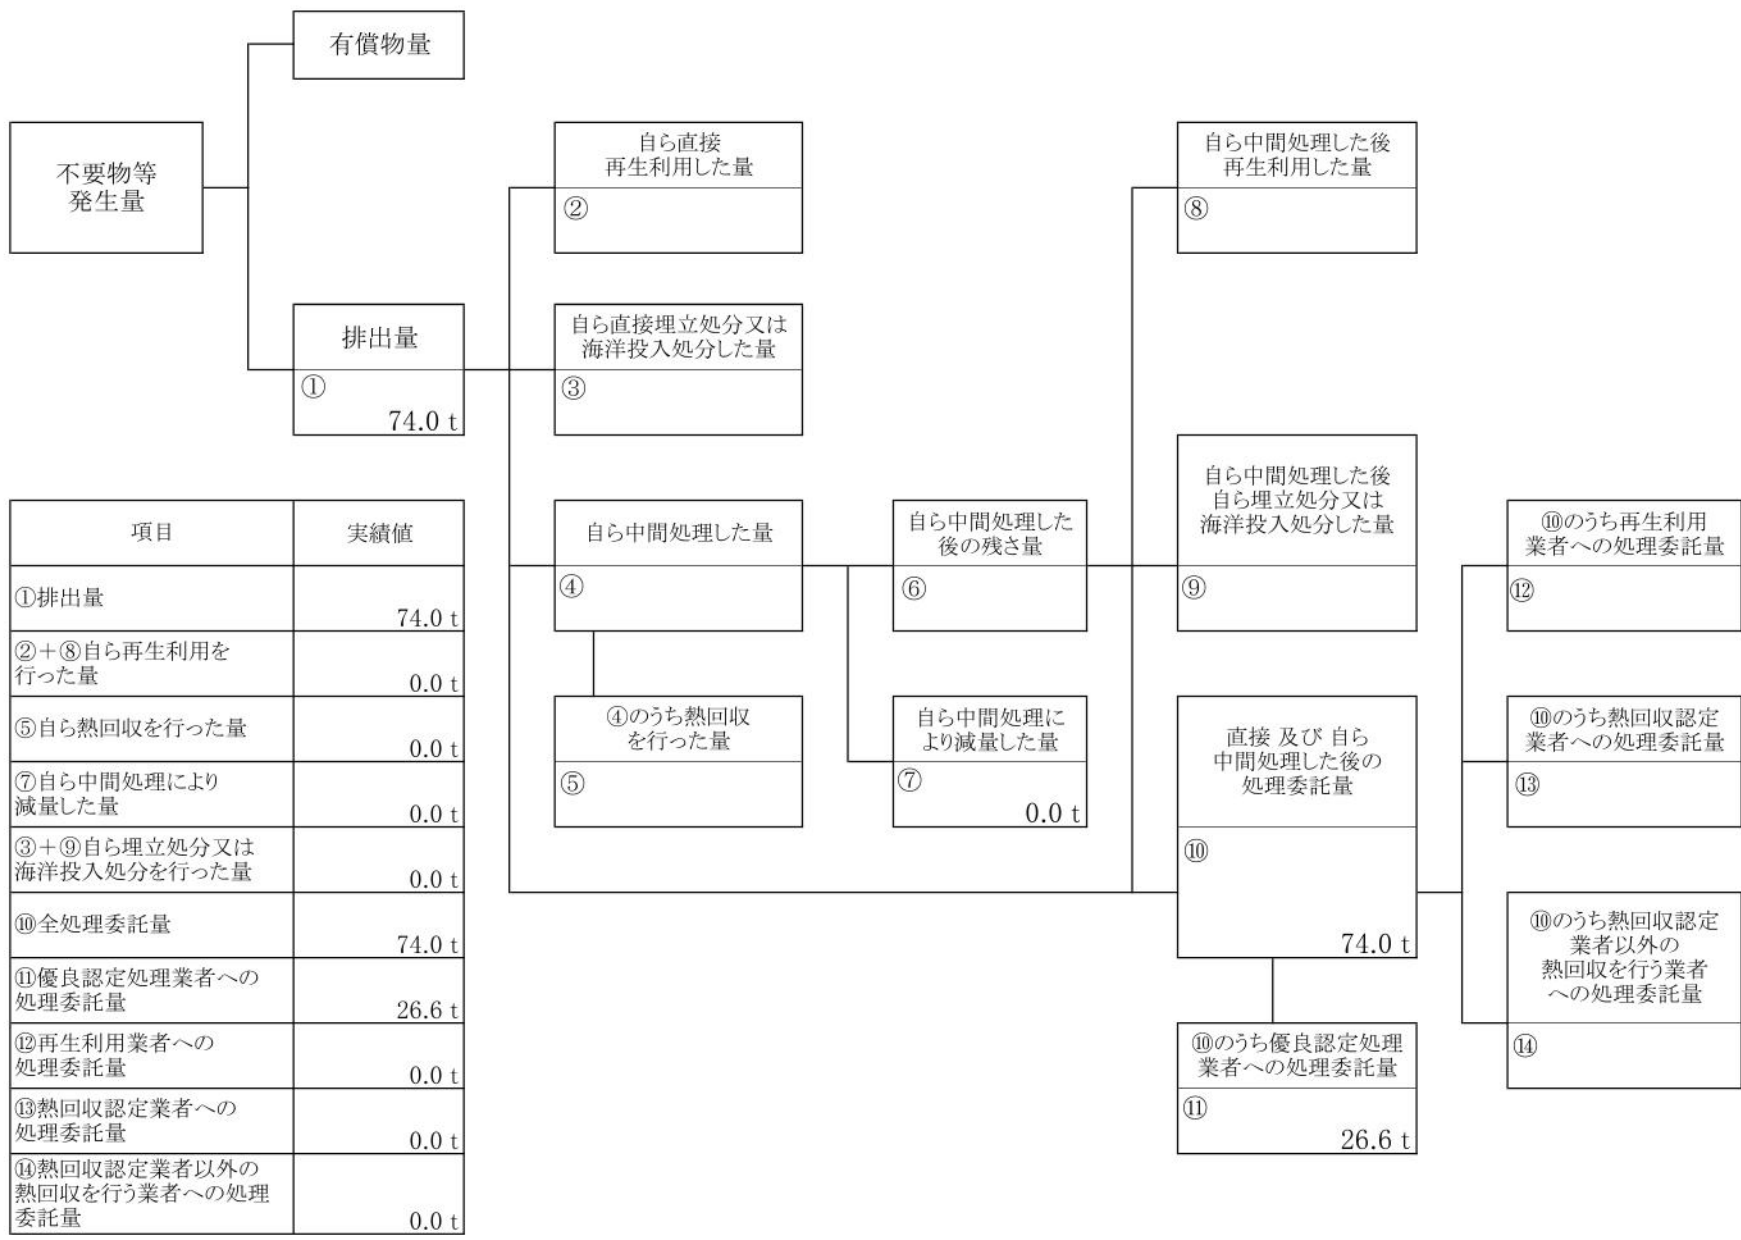 有償物量
不要物等
発生量
自ら直接
再生利用した量
②
自ら中間処理した後
再生利用した量
⑧
排出量
①
74.0 t
自ら直接埋立処分又は
海洋投入処分した量
③
自ら中間処理した量
④
自ら中間処理した
後の残さ量
⑥
自ら中間処理した後
自ら埋立処分又は
海洋投入処分した量
⑨
⑩のうち再生利用
業者への処理委託量
⑫
④のうち熱回収
を行った量
⑤
自ら中間処理に
より減量した量
⑦
0.0 t
直接 及び 自ら
中間処理した後の
処理委託量
⑩
74.0 t
⑩のうち熱回収認定
業者への処理委託量
⑬
⑩のうち熱回収認定
業者以外の
熱回収を行う業者
への処理委託量
⑭
⑩のうち優良認定処理
業者への処理委託量
⑪
26.6 t
項目 実績値
①排出量
74.0 t
②＋⑧自ら再生利用を
行った量
0.0 t
⑤自ら熱回収を行った量
0.0 t
⑦自ら中間処理により
減量した量
0.0 t
③＋⑨自ら埋立処分又は
海洋投入処分を行った量
0.0 t
⑩全処理委託量
74.0 t
⑪優良認定処理業者への
処理委託量
26.6 t
⑫再生利用業者への
処理委託量
0.0 t
⑬熱回収認定業者への
処理委託量
0.0 t
⑭熱回収認定業者以外の
熱回収を行う業者への処理
委託量
0.0 t